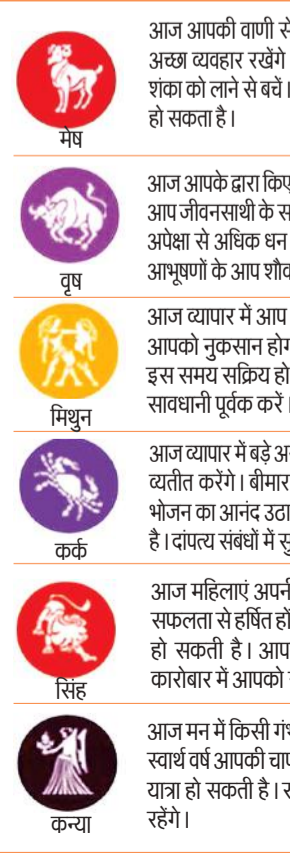 आज आपकी वाणी से
अच्छा व्यवहार रखेंगे
शंका को लाने से बचें।
हो सकता है।
मेष
आज आपके द्वारा किए
आप जीवनसाथी के स
अपेक्षा से अधिक धन
आभूषणों के आप शौक
वृष
आज व्यापार में आप
आपको नुकसान होग
इस समय सक्रिय हो
सावधानी पूर्वक करें।
मिथुन
आज व्यापार में बड़े अ
व्यतीत करेंगे। बीमार
भोजन का आनंद उठा
है। दांपत्य संबंधों में सु
कर्क
आज महिलाएं अपनी
सफलता से हर्षित हों
हो सकती है। आप
कारोबार में आपको
सिंह
आज मन में किसी गंभ
स्वार्थ वर्ष आपकी चाप
यात्रा हो सकती है। स
रहेंगे।
कन्या